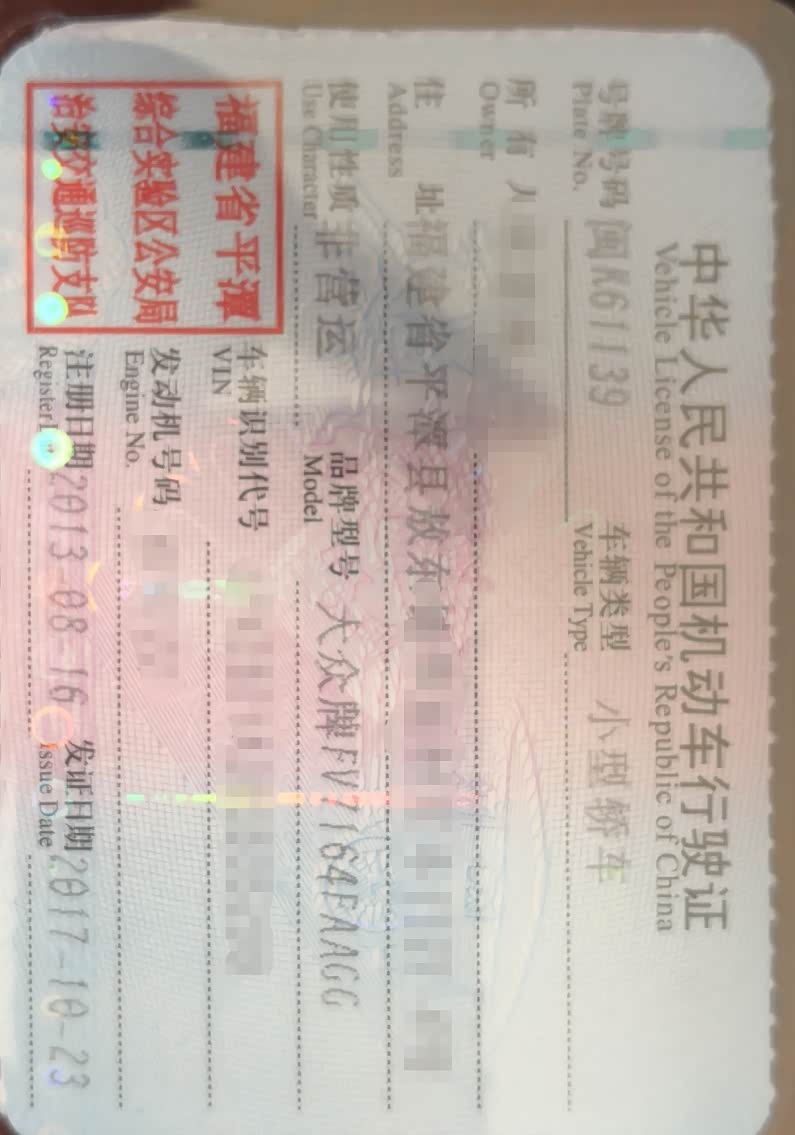 中华人民共和国机动车行驶证
Vehicle License of the People's Republic of China
号牌号码 闽K61139 车辆类型 小型轿车
Plate No. Vehicle Type
所有人
Owner
住址 福建省平潭县敖东
Address
使用性质 非营运 品牌型号 大众牌FV7164FAAGG
Use Character Model
福建省平潭
综合实验区公安局
治安交通巡防支队
车辆识别代号
VIN
发动机号码
Engine No.
注册日期 2013-08-16 发证日期 2017-10-23
Register Issue Date